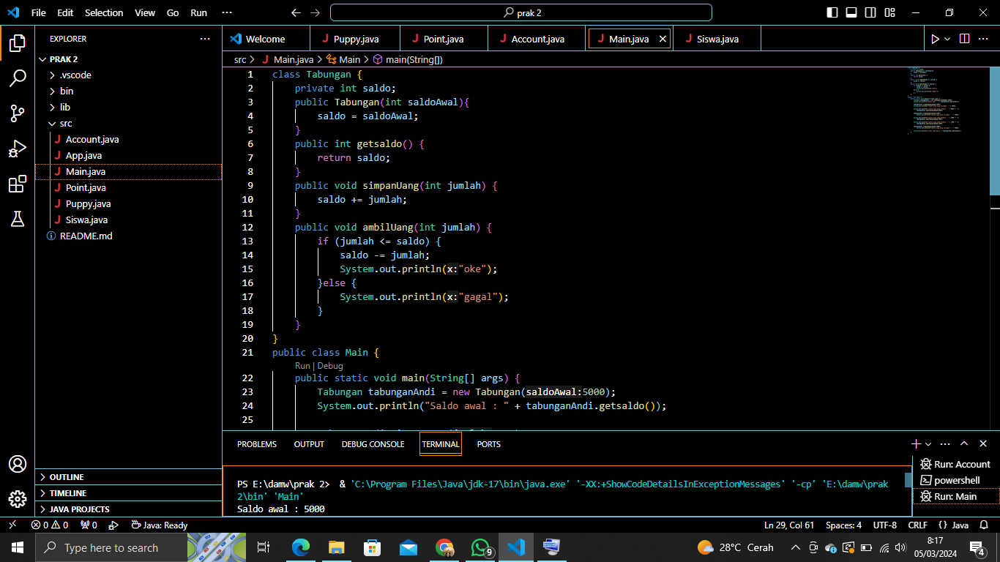 File Edit Selection View Go Run ··· prak 2
EXPLORER ···
PRAK 2
.vscode
bin
lib
src
Account.java
App.java
Main.java
Point.java
Puppy.java
Siswa.java
README.md
OUTLINE
TIMELINE
JAVA PROJECTS
Welcome Puppy.java Point.java Account.java Main.java Siswa.java
src > Main.java > Main > main(String[])
1 class Tabungan {
2 private int saldo;
3 public Tabungan(int saldoAwal){
4 saldo = saldoAwal;
5 }
6 public int getsaldo() {
7 return saldo;
8 }
9 public void simpanUang(int jumlah) {
10 saldo += jumlah;
11 }
12 public void ambilUang(int jumlah) {
13 if (jumlah <= saldo) {
14 saldo -= jumlah;
15 System.out.println(x:"oke");
16 }else {
17 System.out.println(x:"gagal");
18 }
19 }
20 }
21 public class Main {
Run | Debug
22 public static void main(String[] args) {
23 Tabungan tabunganAndi = new Tabungan(saldoAwal:5000);
24 System.out.println("Saldo awal : " + tabunganAndi.getsaldo());
25
PROBLEMS OUTPUT DEBUG CONSOLE TERMINAL PORTS
PS E:\damw\prak 2> & 'C:\Program Files\Java\jdk-17\bin\java.exe' '-XX:+ShowCodeDetailsInExceptionMessages' '-cp' 'E:\damw\prak
2\bin' 'Main'
Saldo awal : 5000
Run: Account
powershell
Run: Main
0 0 0 Java: Ready Ln 29, Col 61 Spaces: 4 UTF-8 CRLF {} Java
Type here to search 9 28°C Cerah 8:17
05/03/2024 4